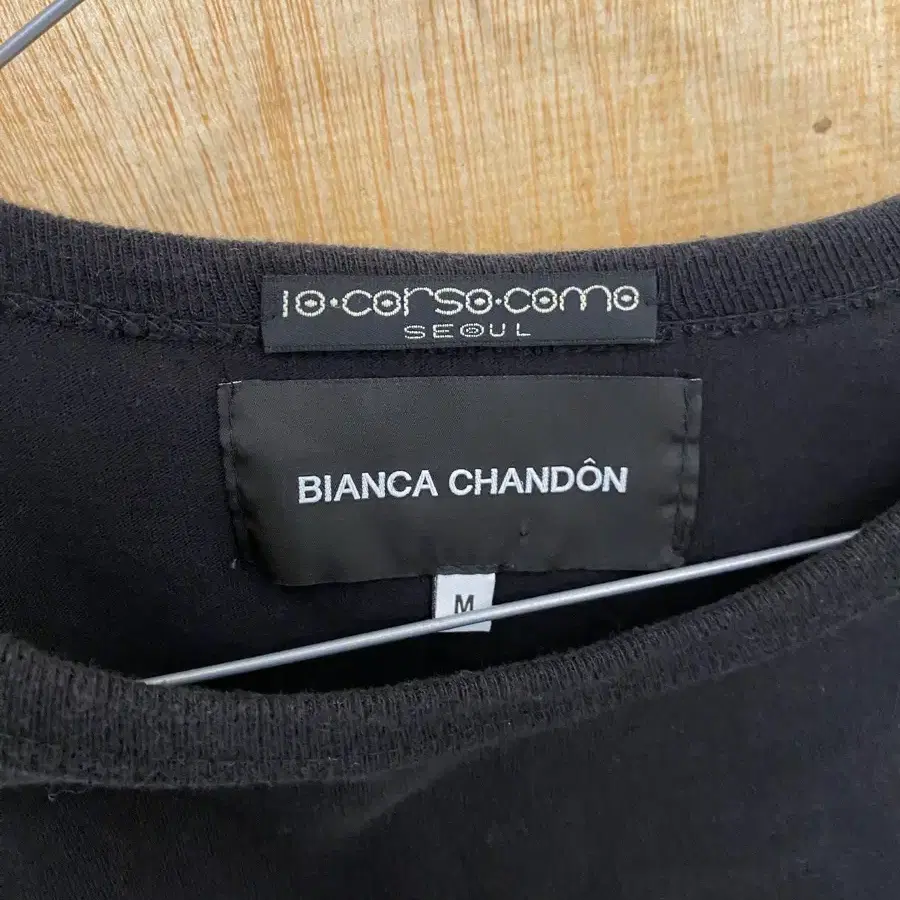 10·corso·como
SEOUL
BIANCA CHANDÔN
M